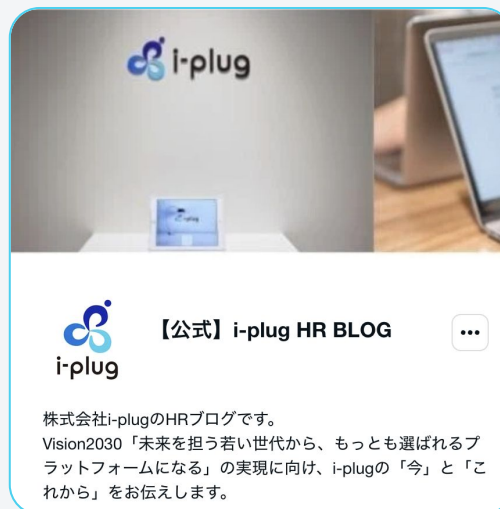 i-plug
i-plug
【公式】i-plug HR BLOG
i-plug
株式会社i-plugのHRブログです。
Vision2030「未来を担う若い世代から、もっとも選ばれるプ
ラットフォームになる」の実現に向け、i-plugの「今」と「こ
れから」をお伝えします。